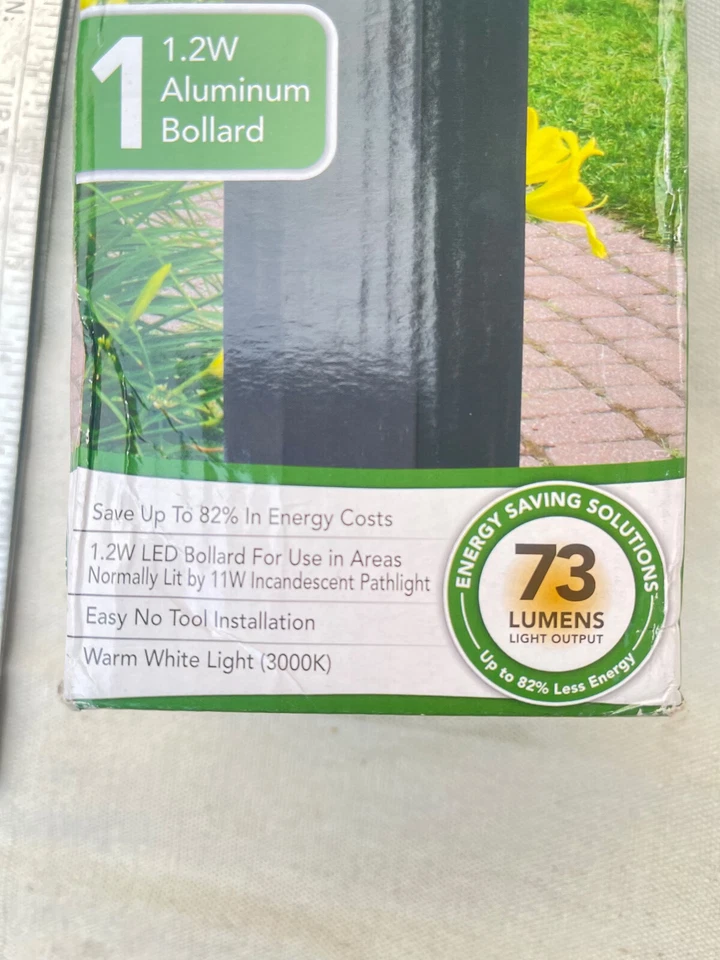 1
1.2W
Aluminum
Bollard
Save Up To 82% In Energy Costs
1.2W LED Bollard For Use in Areas
Normally Lit by 11W Incandescent Pathlight
Easy No Tool Installation
Warm White Light (3000K)
ENERGY SAVING SOLUTIONS
73
LUMENS
LIGHT OUTPUT
Up to 82% Less Energy